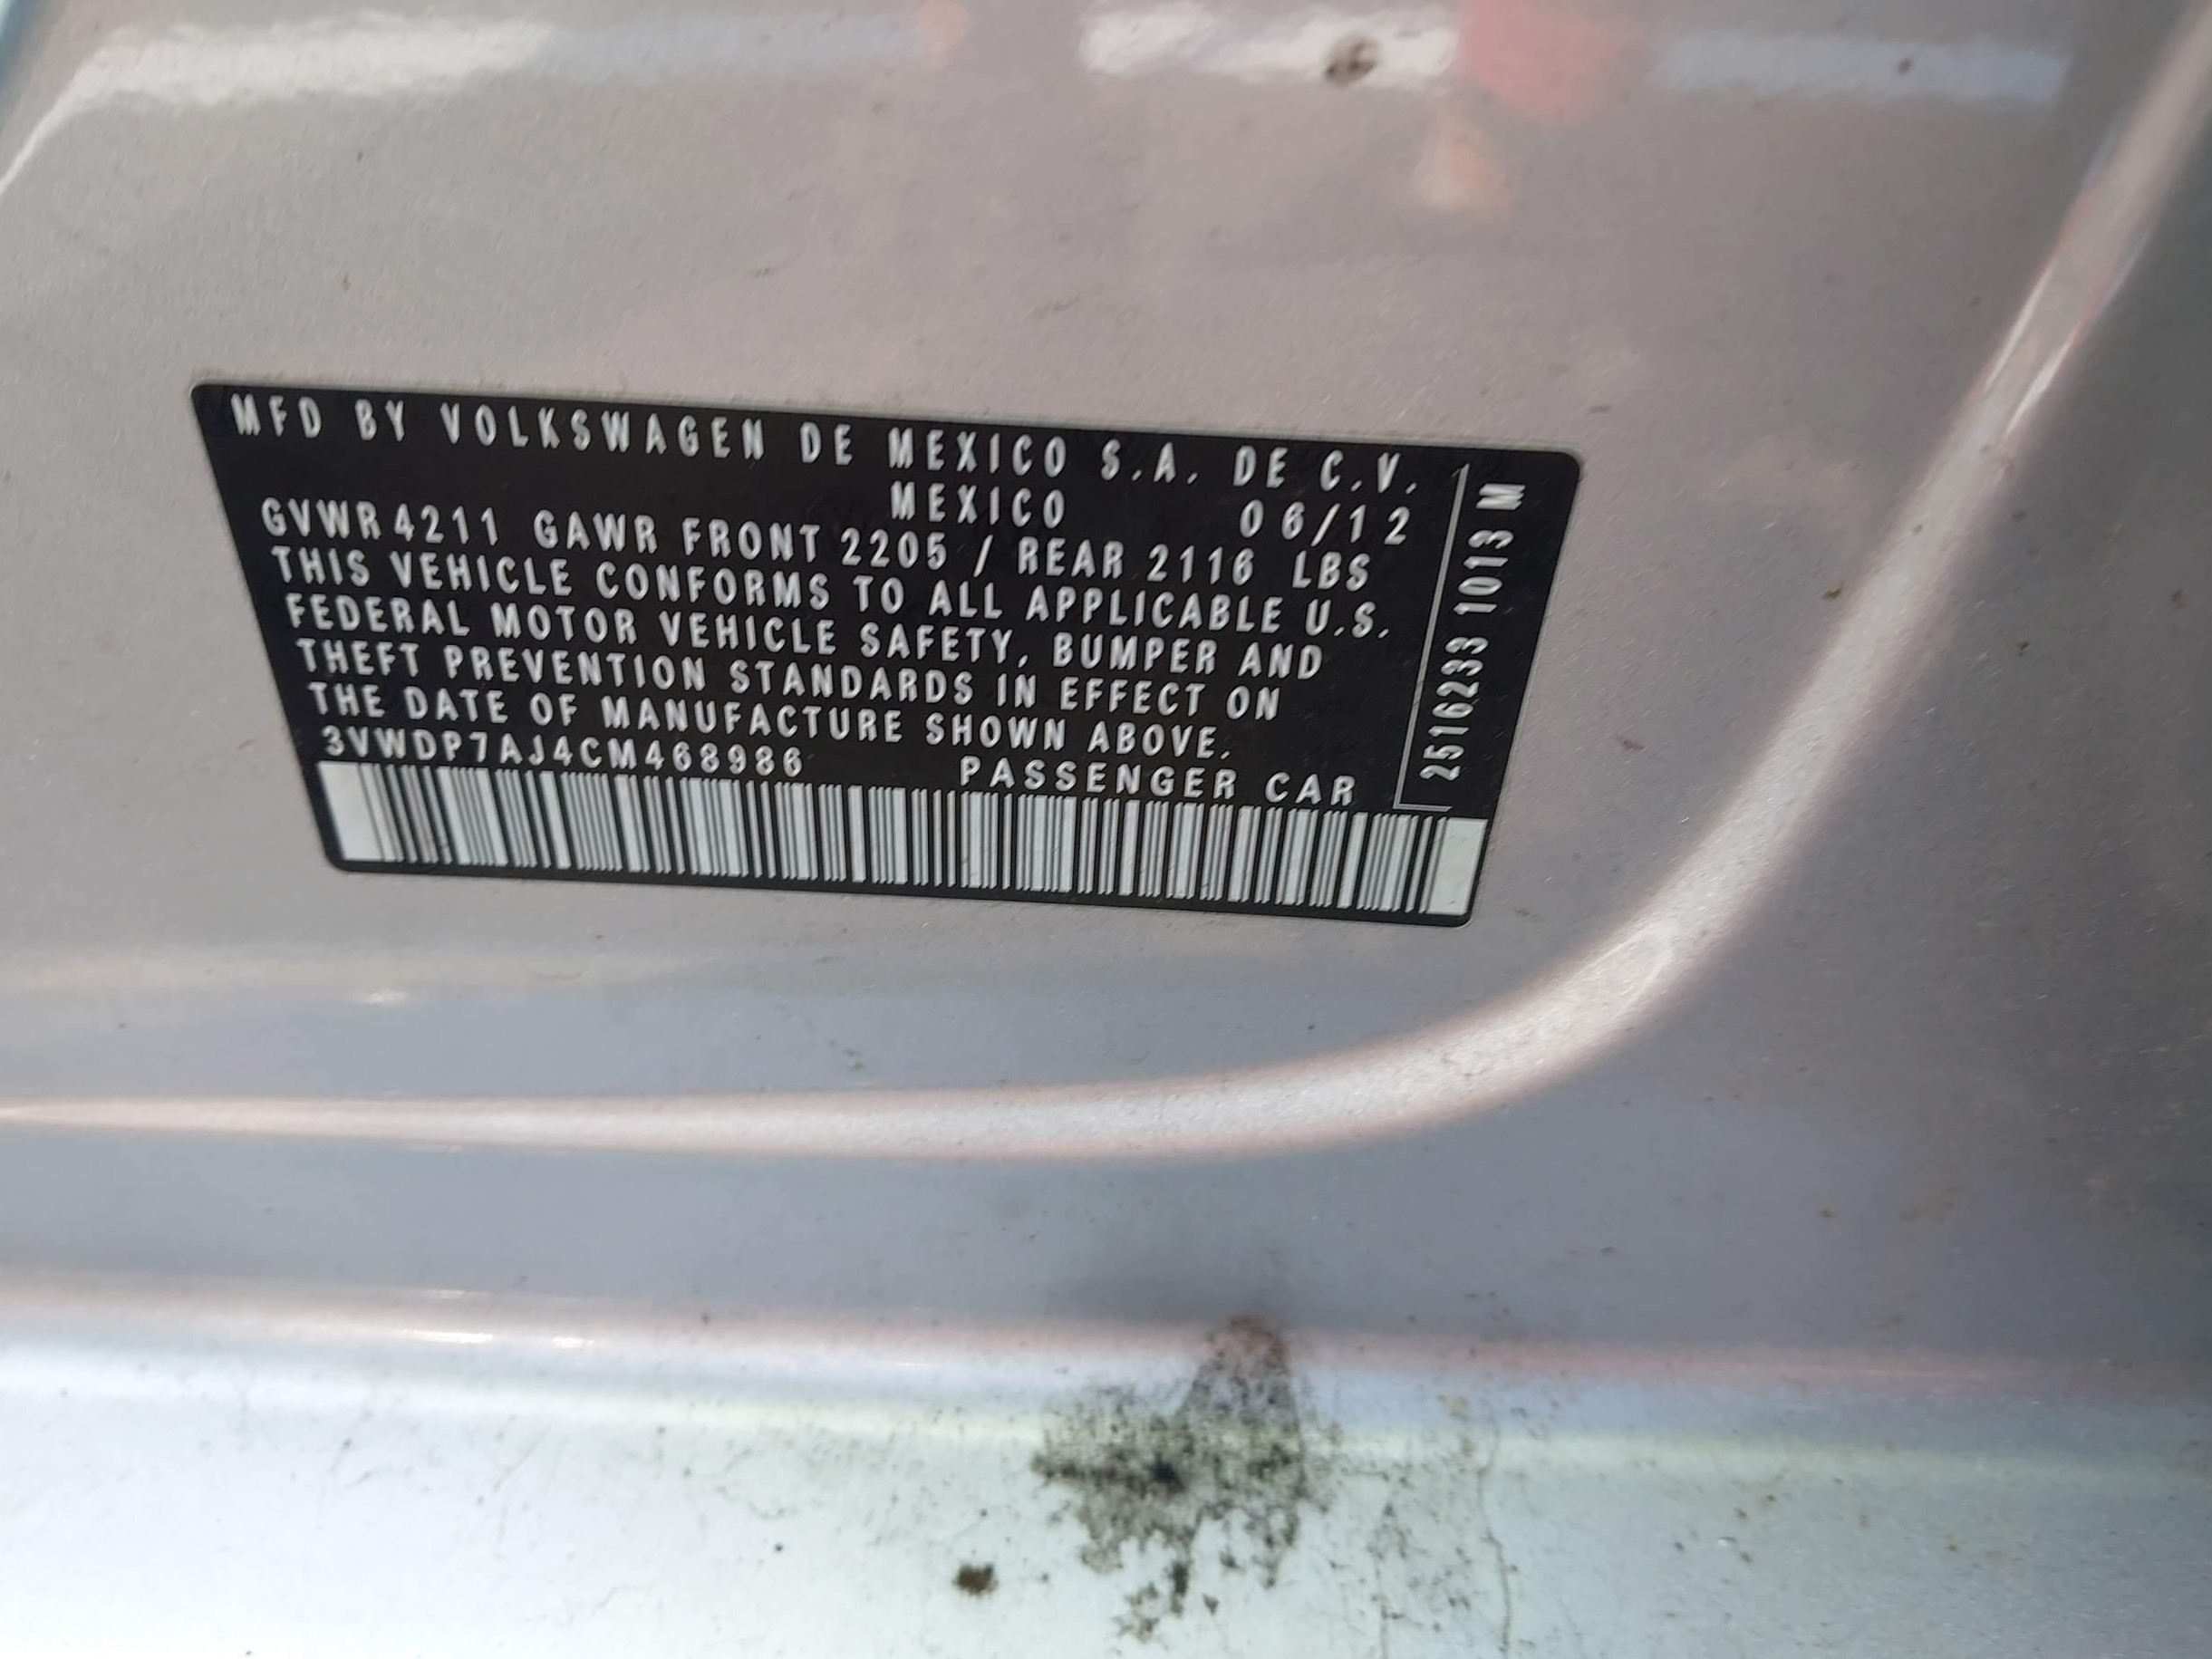 MFD BY VOLKSWAGEN DE MEXICO S.A. DE C.V.
MEXICO 06/12
GVWR 4211 GAWR FRONT 2205 / REAR 2116 LBS
THIS VEHICLE CONFORMS TO ALL APPLICABLE U.S.
FEDERAL MOTOR VEHICLE SAFETY, BUMPER AND
THEFT PREVENTION STANDARDS IN EFFECT ON
THE DATE OF MANUFACTURE SHOWN ABOVE.
3VWDP7AJ4CM468986 PASSENGER CAR
2516233 1013 M